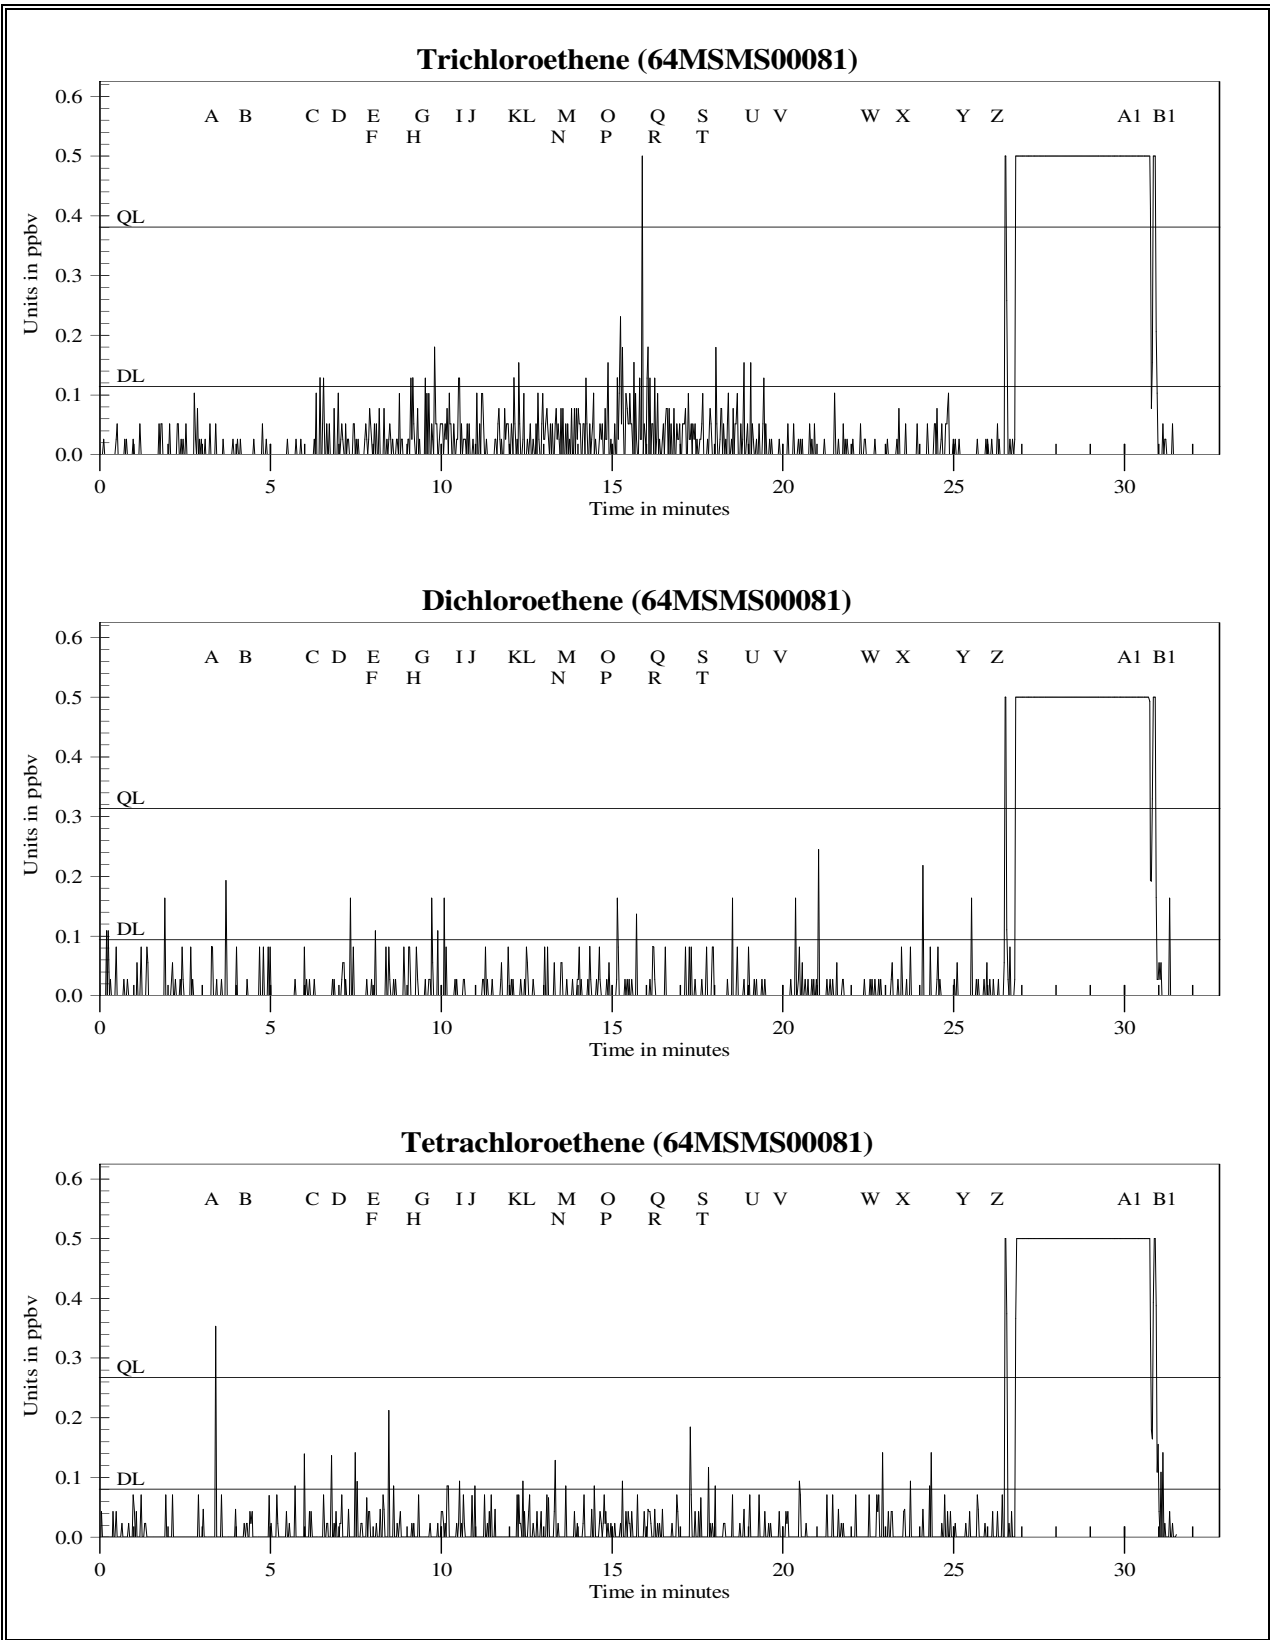 Trichloroethene (64MSMS00081)
0.6
A B C D E G I J K L M O Q S U V W X Y Z A1 B1
F H N P R T
0.5
0.4
QL
0.3
0.2
DL
0.1
0.0
Units in ppbv
0 5 10 15 20 25 30
Time in minutes
Dichloroethene (64MSMS00081)
0.6
A B C D E G I J K L M O Q S U V W X Y Z A1 B1
F H N P R T
0.5
0.4
QL
0.3
0.2
DL
0.1
0.0
Units in ppbv
0 5 10 15 20 25 30
Time in minutes
Tetrachloroethene (64MSMS00081)
0.6
A B C D E G I J K L M O Q S U V W X Y Z A1 B1
F H N P R T
0.5
0.4
0.3
QL
0.2
DL
0.1
0.0
Units in ppbv
0 5 10 15 20 25 30
Time in minutes